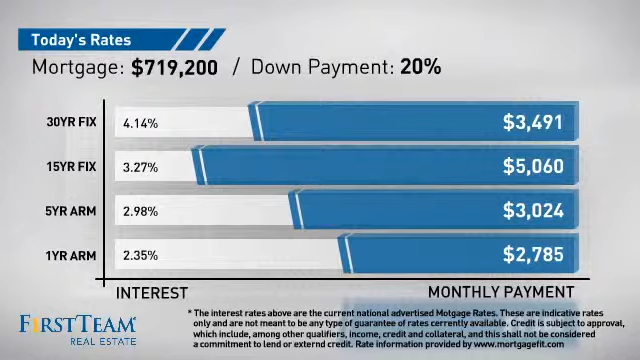 Today's Rates
Mortgage: $719,200 / Down Payment: 20%
30YR FIX 4.14% $3,491
15YR FIX 3.27% $5,060
5YR ARM 2.98% $3,024
1YR ARM 2.35% $2,785
INTEREST MONTHLY PAYMENT
FIRSTTEAM®
REAL ESTATE
* The interest rates above are the current national advertised Motgage Rates. These are indicative rates
only and are not meant to be any type of guarantee of rates cerrently available. Credit is subject to approval,
which include, among other qualifiers, income, credit and collateral, and this shall not be considered
a commitment to lend or externd credit. Rate information provided by www.mortgagefit.com